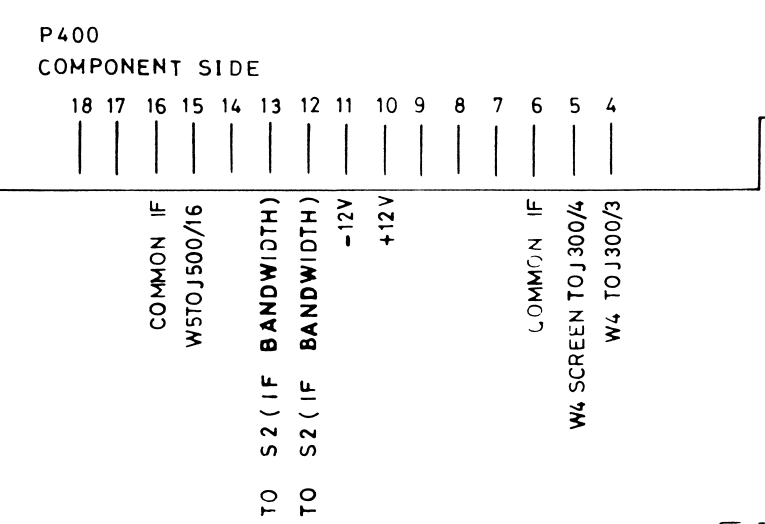 P400
COMPONENT SIDE
18 17 16 15 14 13 12 11 10 9 8 7 6 5 4
COMMON IF
W5TOJ500/16
TO S2(IF BANDWIDTH)
TO S2(IF BANDWIDTH)
-12V
+12V
COMMON IF
W4 SCREEN TOJ300/4
W4 TOJ300/3